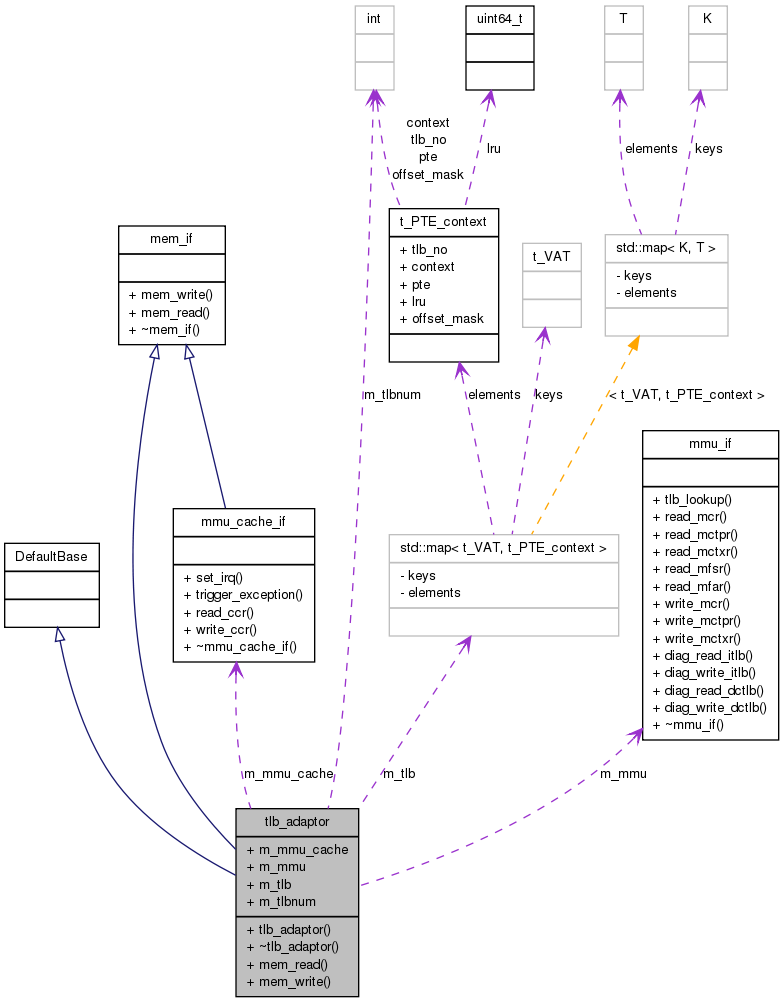 int
uint64_t
T
K
context
tlb_no
pte
offset_mask
lru
elements
keys
t_PTE_context
+ tlb_no
+ context
+ pte
+ lru
+ offset_mask
mem_if
+ mem_write()
+ mem_read()
+ ~mem_if()
t_VAT
std::map< K, T >
- keys
- elements
m_tlbnum
elements
keys
< t_VAT, t_PTE_context >
mmu_if
+ tlb_lookup()
+ read_mcr()
+ read_mctpr()
+ read_mctxr()
+ read_mfsr()
+ read_mfar()
+ write_mcr()
+ write_mctpr()
+ write_mctxr()
+ diag_read_itlb()
+ diag_write_itlb()
+ diag_read_dctlb()
+ diag_write_dctlb()
+ ~mmu_if()
mmu_cache_if
+ set_irq()
+ trigger_exception()
+ read_ccr()
+ write_ccr()
+ ~mmu_cache_if()
DefaultBase
std::map< t_VAT, t_PTE_context >
- keys
- elements
m_mmu_cache
m_tlb
m_mmu
tlb_adaptor
+ m_mmu_cache
+ m_mmu
+ m_tlb
+ m_tlbnum
+ tlb_adaptor()
+ ~tlb_adaptor()
+ mem_read()
+ mem_write()